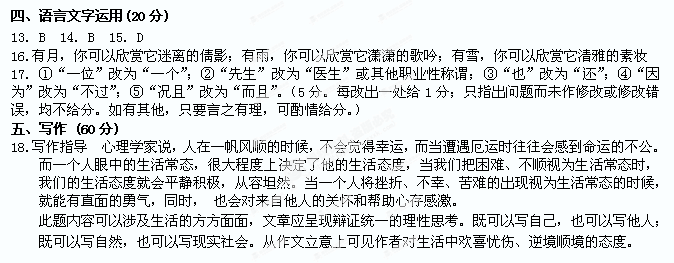 四、语言文字运用(20 分)
13. B  14. B  15. D
16.有月，你可以欣赏它迷离的倩影；有雨，你可以欣赏它潇潇的歌吟；有雪，你可以欣赏它清雅的素妆
17. ①“一位”改为“一个”；②“先生”改为“医生”或其他职业性称谓；③“也”改为“还”；④“因
为”改为“不过”；⑤“况且”改为“而且”。（5 分。每改出一处给 1 分；只指出问题而未作修改或修改错
误，均不给分。如有其他，只要言之有理，可酌情给分。）
五、写作 (60 分)
18.写作指导  心理学家说，人在一帆风顺的时候，不会觉得幸运，而当遭遇厄运时往往会感到命运的不公。
而一个人眼中的生活常态，很大程度上决定了他的生活态度，当我们把困难、不顺视为生活常态时，
我们的生活态度就会平静积极，从容坦然。当一个人将挫折、不幸、苦难的出现视为生活常态的时候，
就能有直面的勇气，同时， 也会对来自他人的关怀和帮助心存感激。
此题内容可以涉及生活的方方面面，文章应呈现辩证统一的理性思考。既可以写自己，也可以写他人；
既可以写自然，也可以写现实社会。从作文立意上可见作者对生活中欢喜忧伤、逆境顺境的态度。